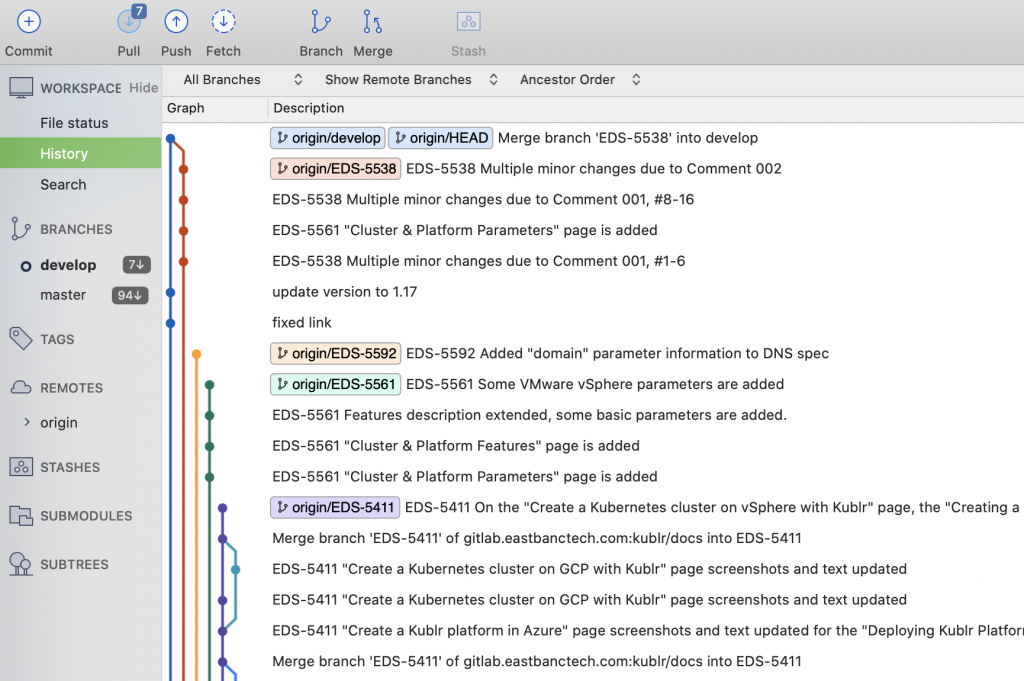 7
Commit Pull Push Fetch Branch Merge Stash
WORKSPACE Hide
File status
History
Search
BRANCHES
develop 7↓
master 94↓
TAGS
REMOTES
origin
STASHES
SUBMODULES
SUBTREES
All Branches Show Remote Branches Ancestor Order
Graph Description
origin/develop origin/HEAD Merge branch 'EDS-5538' into develop
origin/EDS-5538 EDS-5538 Multiple minor changes due to Comment 002
EDS-5538 Multiple minor changes due to Comment 001, #8-16
EDS-5561 "Cluster & Platform Parameters" page is added
EDS-5538 Multiple minor changes due to Comment 001, #1-6
update version to 1.17
fixed link
origin/EDS-5592 EDS-5592 Added "domain" parameter information to DNS spec
origin/EDS-5561 EDS-5561 Some VMware vSphere parameters are added
EDS-5561 Features description extended, some basic parameters are added.
EDS-5561 "Cluster & Platform Features" page is added
EDS-5561 "Cluster & Platform Parameters" page is added
origin/EDS-5411 EDS-5411 On the "Create a Kubernetes cluster on vSphere with Kublr" page, the "Creating a
Merge branch 'EDS-5411' of gitlab.eastbanctech.com:kublr/docs into EDS-5411
EDS-5411 "Create a Kubernetes cluster on GCP with Kublr" page screenshots and text updated
EDS-5411 "Create a Kubernetes cluster on GCP with Kublr" page screenshots and text updated
EDS-5411 "Create a Kublr platform in Azure" page screenshots and text updated for the "Deploying Kublr Platfor
Merge branch 'EDS-5411' of gitlab.eastbanctech.com:kublr/docs into EDS-5411